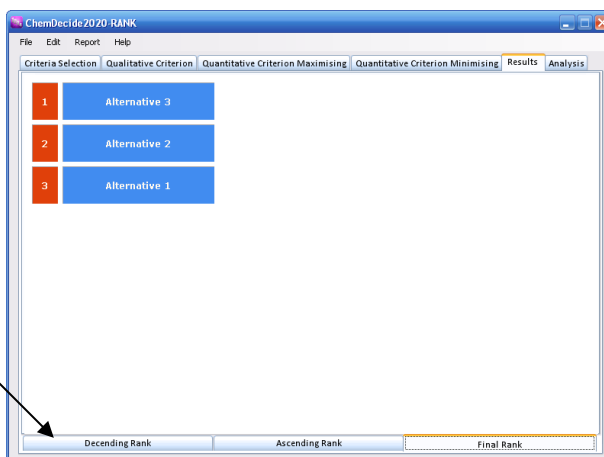 ChemDecide2020-RANK
File Edit Report Help
Criteria Selection Qualitative Criterion Quantitative Criterion Maximising Quantitative Criterion Minimising Results Analysis
1 Alternative 3
2 Alternative 2
3 Alternative 1
Decending Rank Ascending Rank Final Rank